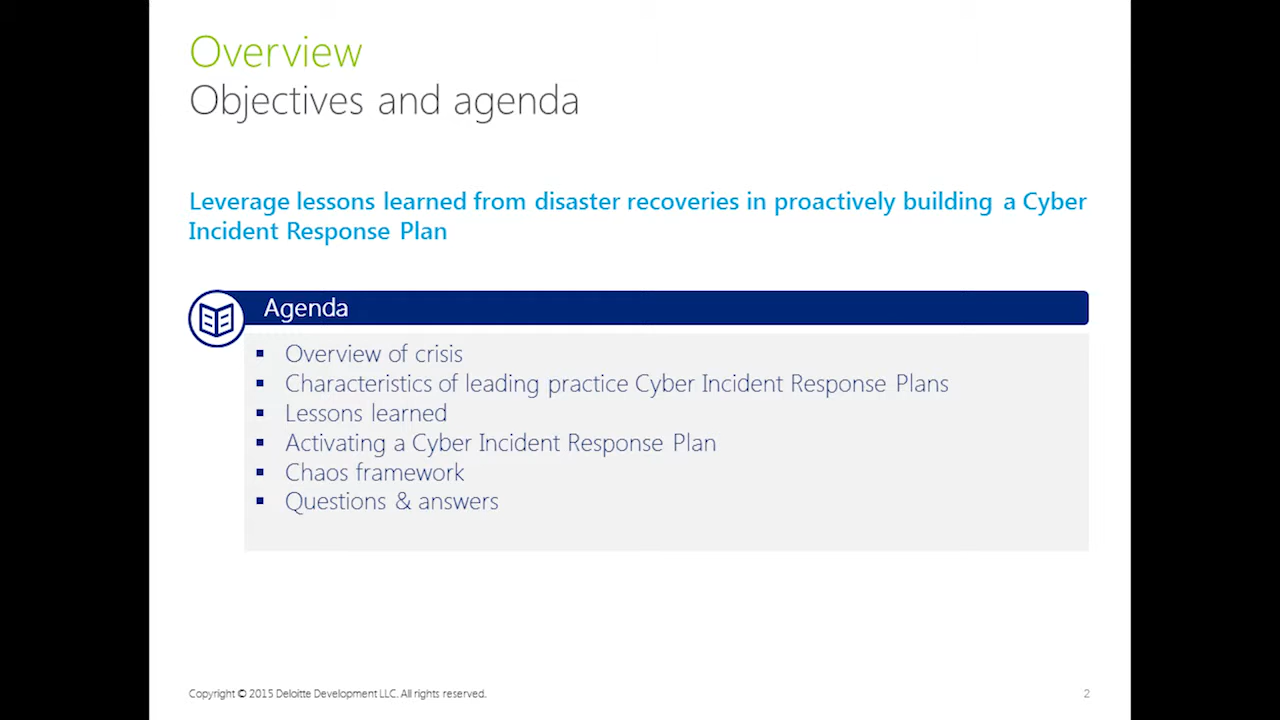 Overview
Objectives and agenda
Leverage lessons learned from disaster recoveries in proactively building a Cyber
Incident Response Plan
Agenda
▪ Overview of crisis
▪ Characteristics of leading practice Cyber Incident Response Plans
▪ Lessons learned
▪ Activating a Cyber Incident Response Plan
▪ Chaos framework
▪ Questions & answers
Copyright © 2015 Deloitte Development LLC. All rights reserved.
2